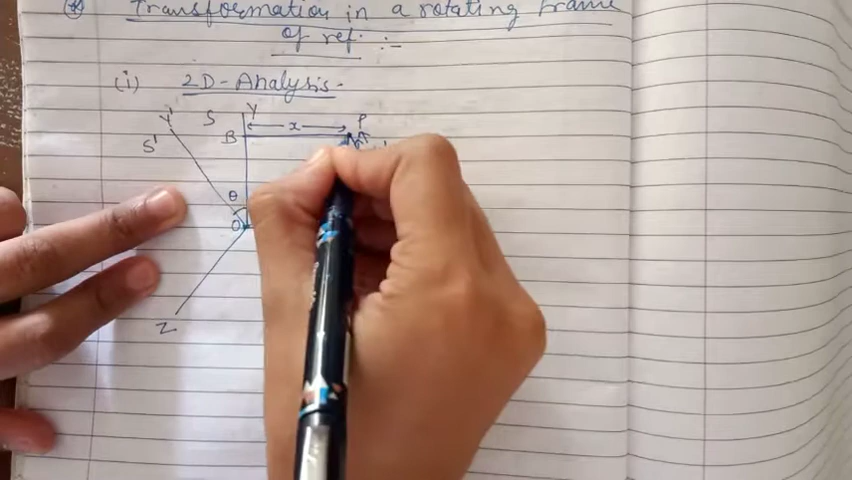 Transformation in a rotating frame
of ref :-
(i) 2D-Analysis-
Y' S Y P
S' B x
θ
O
Z